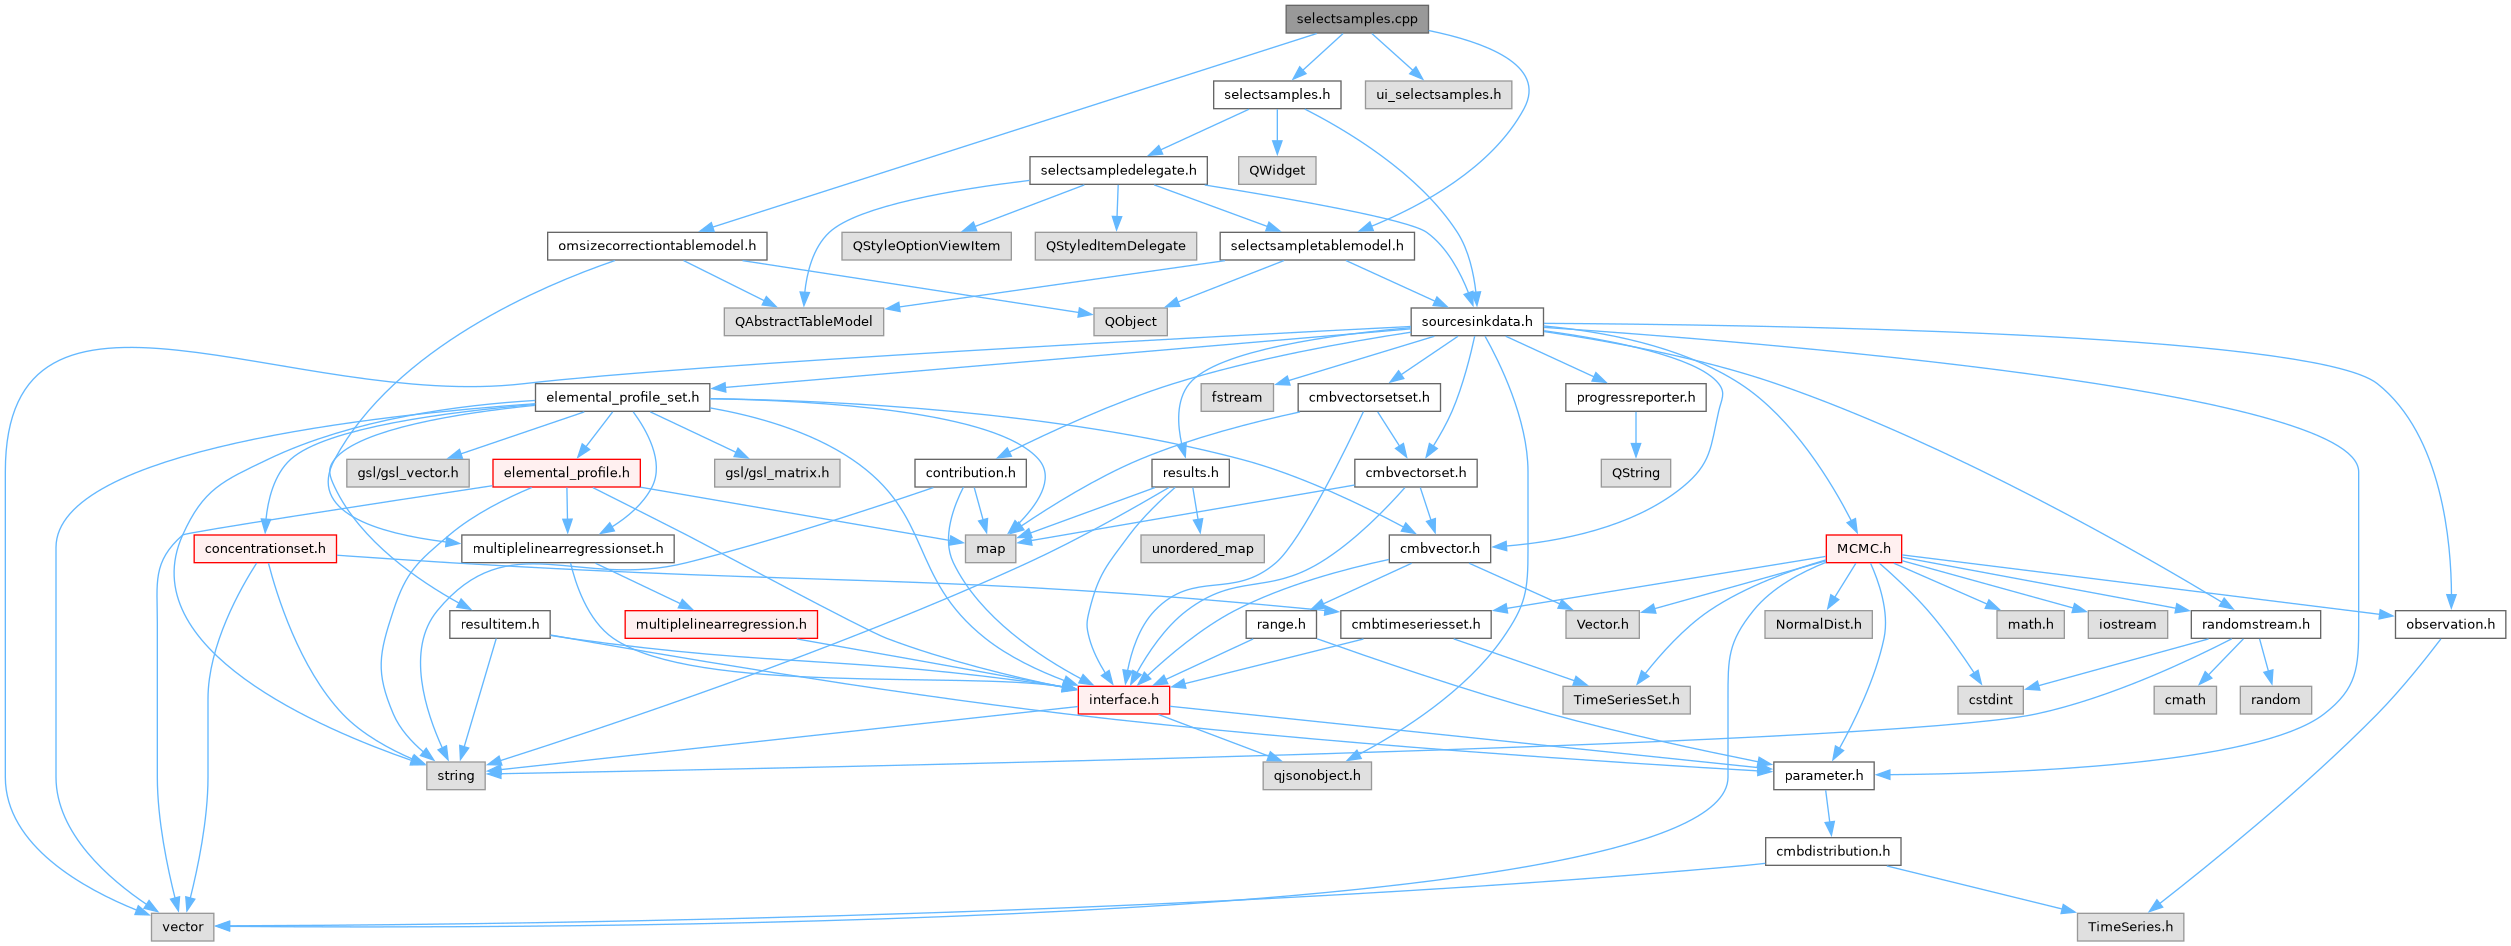 selectsamples.cpp
selectsamples.h
ui_selectsamples.h
selectsampledelegate.h
QWidget
omsizecorrectiontablemodel.h
QStyleOptionViewItem
QStyledItemDelegate
selectsampletablemodel.h
QAbstractTableModel
QObject
sourcesinkdata.h
elemental_profile_set.h
fstream
cmbvectorsetset.h
progressreporter.h
gsl/gsl_vector.h
elemental_profile.h
gsl/gsl_matrix.h
contribution.h
results.h
cmbvectorset.h
QString
concentrationset.h
multiplelinearregressionset.h
map
unordered_map
cmbvector.h
MCMC.h
resultitem.h
multiplelinearregression.h
range.h
cmbtimeseriesset.h
Vector.h
NormalDist.h
math.h
iostream
randomstream.h
observation.h
interface.h
TimeSeriesSet.h
cstdint
cmath
random
string
qjsonobject.h
parameter.h
cmbdistribution.h
vector
TimeSeries.h